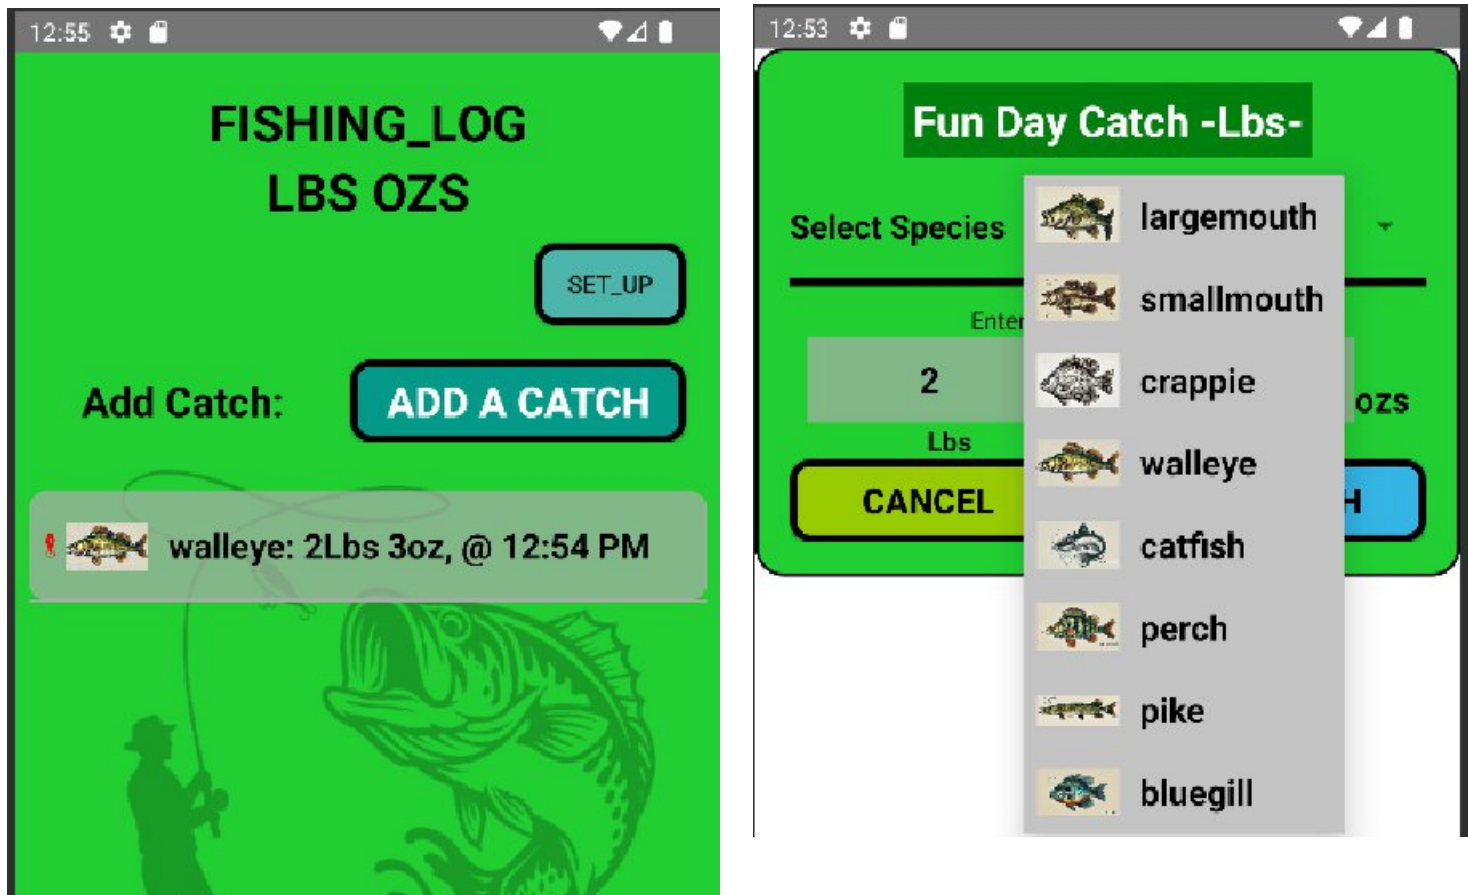 12:55
FISHING_LOG
LBS OZS
SET_UP
Add Catch:
ADD A CATCH
walleye: 2Lbs 3oz, @ 12:54 PM
12:53
Fun Day Catch -Lbs-
Select Species
largemouth
smallmouth
Enter
2
crappie
ozs
Lbs
walleye
CANCEL
H
catfish
perch
pike
bluegill